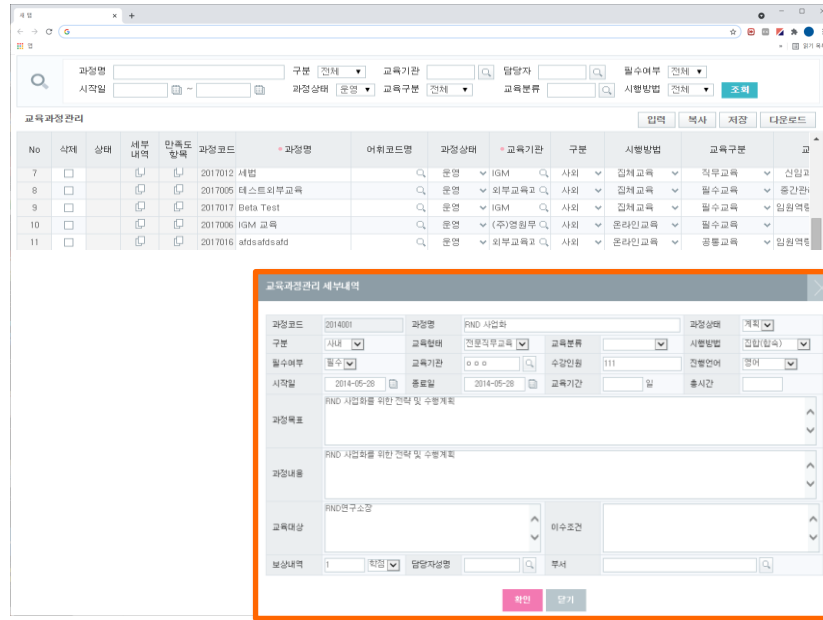 새 탭
G
앱
»
과정명 구분 전체 교육기관 담당자 필수여부 전체
시작일 ~ 과정상태 운영 교육구분 전체 교육분류 시행방법 전체 조회
교육과정관리 입력 복사 저장 다운로드
No 삭제 상태 세부내역 만족도항목 과정코드 * 과정명 어휘코드명 과정상태 * 교육기관 구분 시행방법 교육구분
7 2017012 세법 운영 IGM 사외 집체교육 직무교육
8 2017005 테스트외부교육 운영 외부교육기 사외 집체교육 필수교육
9 2017017 Beta Test 운영 IGM 사외 집체교육 필수교육 임원역량
10 2017006 IGM 교육 운영 (주)영원무 사외 온라인교육 필수교육
11 2017016 afdsafdsafd 운영 외부교육기 사외 온라인교육 공통교육 임원역량
교육과정관리 세부내역
과정코드 2014001 과정명 RND 사업화 과정상태 계획
구분 사내 교육형태 전문직무교육 교육분류 시행방법 집합(합숙)
필수여부 필수 교육기관 ㅇㅇㅇ 수강인원 111 진행언어 영어
시작일 2014-05-28 종료일 2014-05-28 교육기간 일 총시간
과정목표 RND 사업화를 위한 전략 및 수행계획
과정내용 RND 사업화를 위한 전략 및 수행계획
교육대상 RND연구소장 이수조건
보상내역 1 학점 담당자성명 부서
확인 닫기